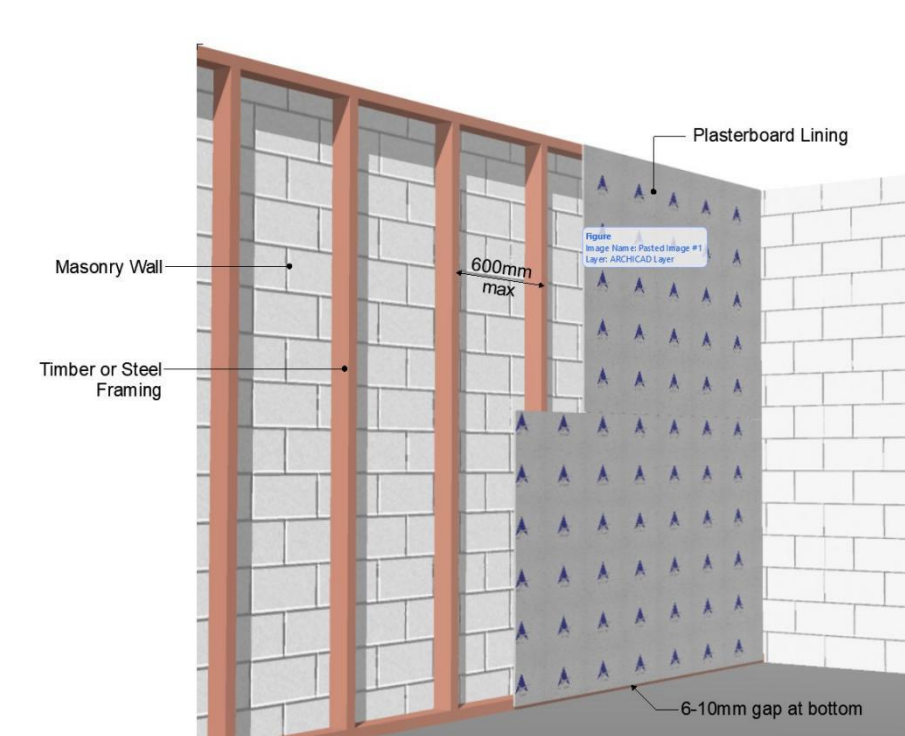 Plasterboard Lining
Figure
Image Name: Pasted Image #1
Layer: ARCHICAD Layer
Masonry Wall
600mm
max
Timber or Steel
Framing
6-10mm gap at bottom